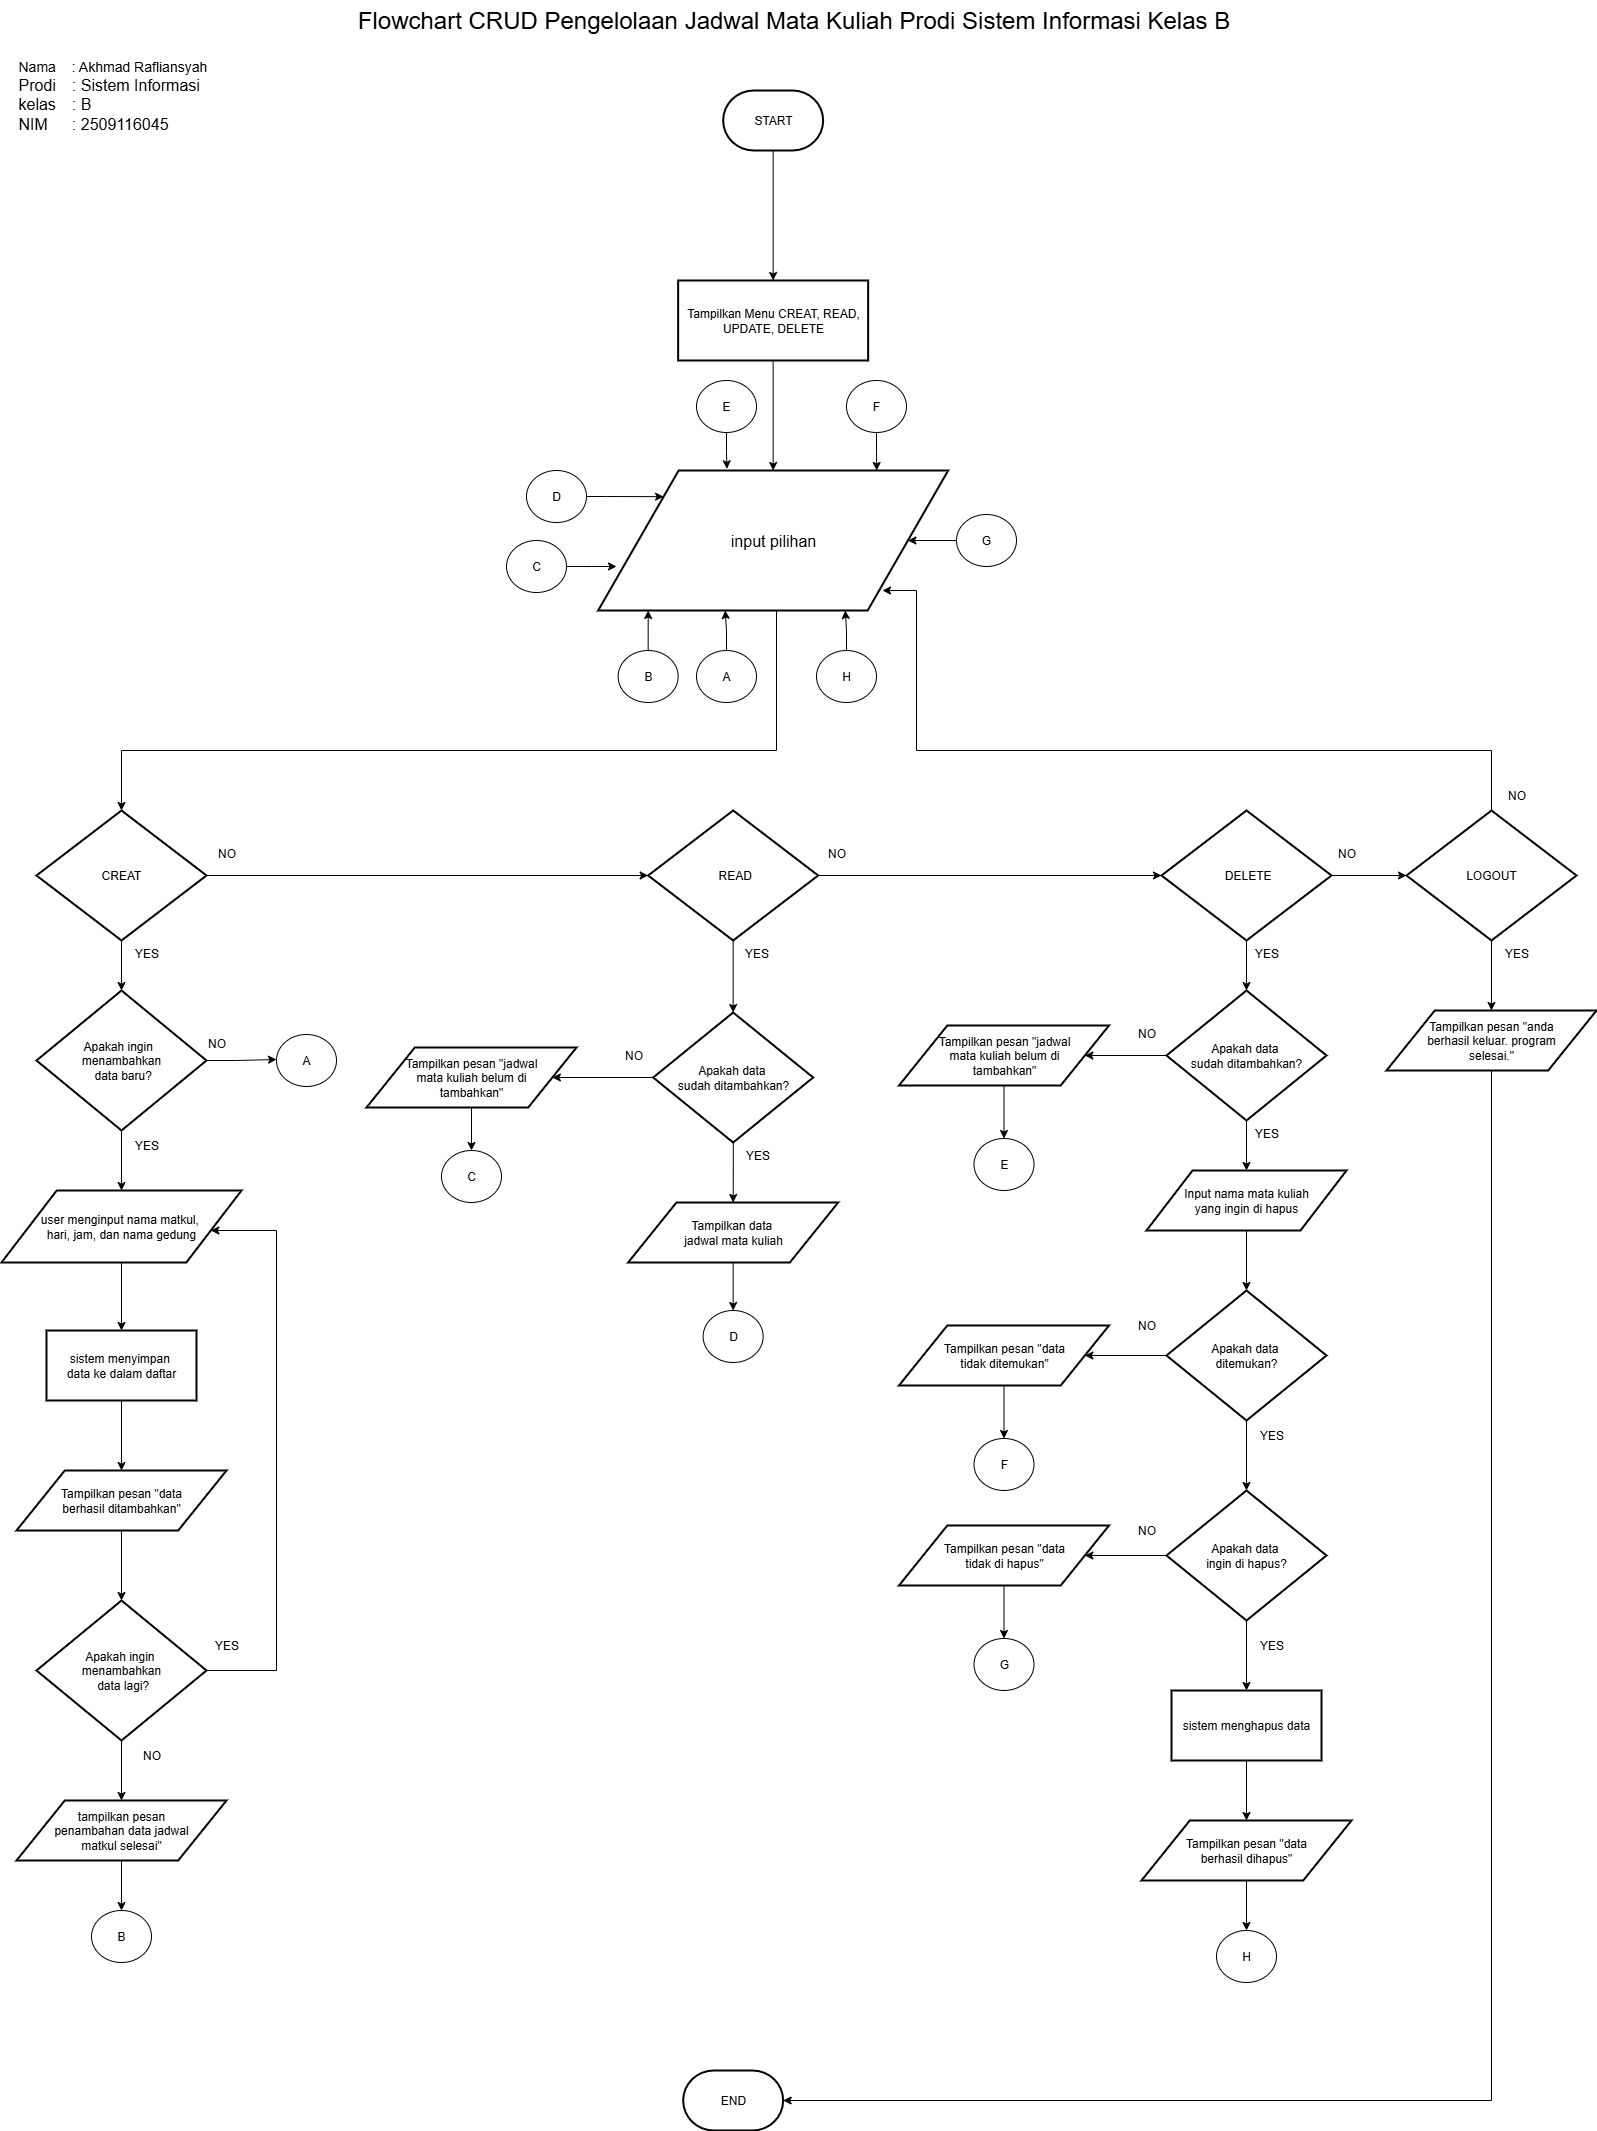 Flowchart CRUD Pengelolaan Jadwal Mata Kuliah Prodi Sistem Informasi Kelas B
Nama : Akhmad Rafliansyah
Prodi : Sistem Informasi
kelas : B
NIM : 2509116045
START
Tampilkan Menu CREAT, READ,
UPDATE, DELETE
E
F
D
input pilihan
G
C
B
A
H
NO
CREAT
NO
READ
NO
DELETE
NO
LOGOUT
YES
YES
YES
YES
Apakah ingin
menambahkan
data baru?
NO
A
YES
user menginput nama matkul,
hari, jam, dan nama gedung
sistem menyimpan
data ke dalam daftar
Tampilkan pesan "data
berhasil ditambahkan"
Apakah ingin
menambahkan
data lagi?
YES
NO
tampilkan pesan
penambahan data jadwal
matkul selesai"
B
Tampilkan pesan "jadwal
mata kuliah belum di
tambahkan"
NO
Apakah data
sudah ditambahkan?
C
YES
Tampilkan data
jadwal mata kuliah
D
Tampilkan pesan "jadwal
mata kuliah belum di
tambahkan"
NO
Apakah data
sudah ditambahkan?
E
YES
Input nama mata kuliah
yang ingin di hapus
Tampilkan pesan "data
tidak ditemukan"
NO
Apakah data
ditemukan?
F
YES
Tampilkan pesan "data
tidak di hapus"
NO
Apakah data
ingin di hapus?
G
YES
sistem menghapus data
Tampilkan pesan "data
berhasil dihapus"
H
Tampilkan pesan "anda
berhasil keluar. program
selesai."
END